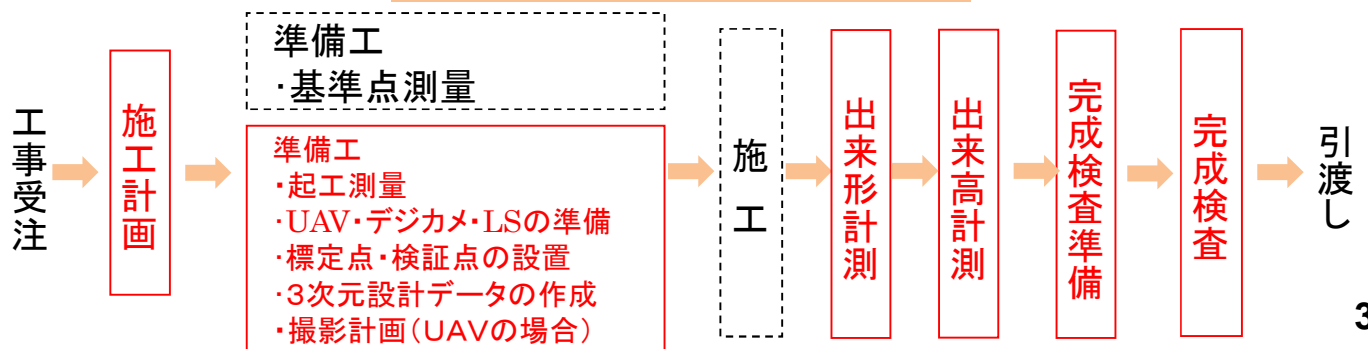 工事受注
施工計画
準備工
・基準点測量
準備工
・起工測量
・UAV・デジカメ・LSの準備
・標定点・検証点の設置
・3次元設計データの作成
・撮影計画(UAVの場合)
施工
出来形計測
出来高計測
完成検査準備
完成検査
引渡し
3